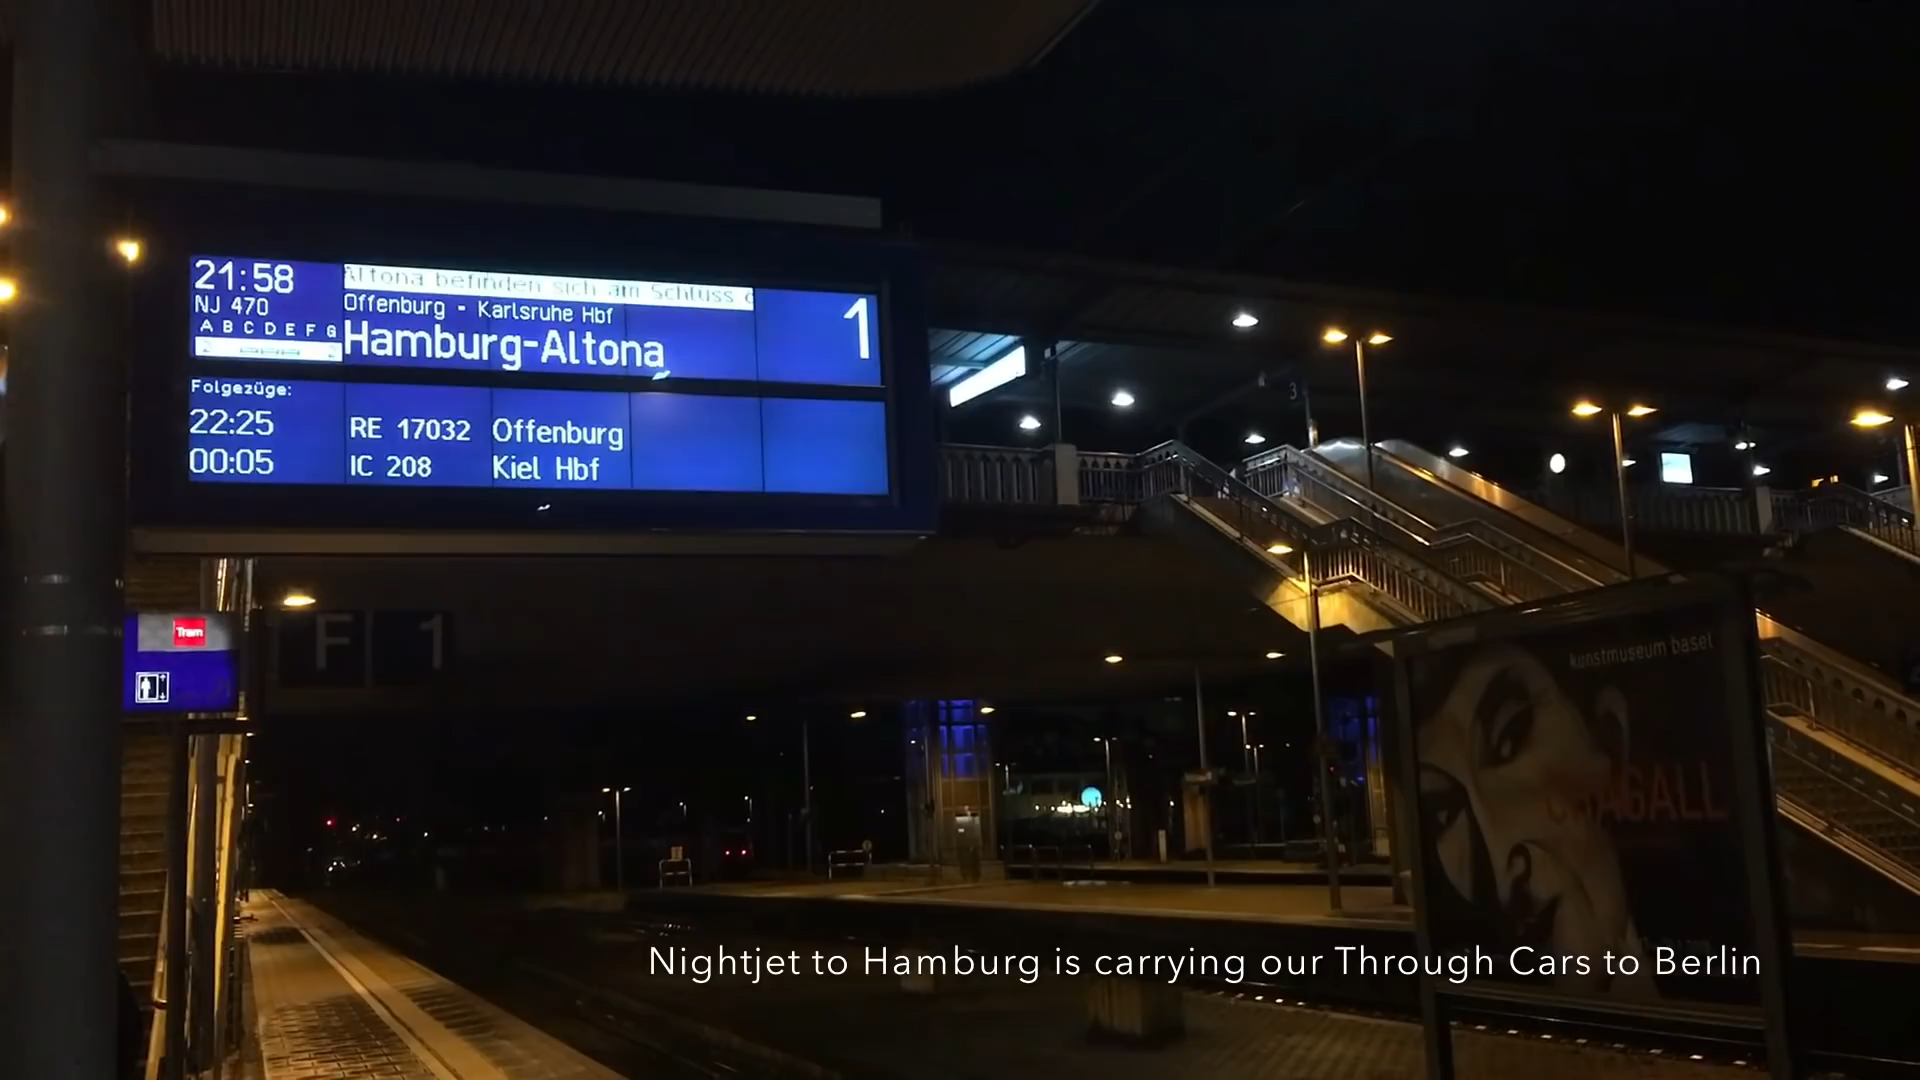 21:58
Altona befinden sich am Schluss
NJ 470
Offenburg - Karlsruhe Hbf
1
A B C D E F G
Hamburg-Altona
Folgezüge:
22:25 RE 17032 Offenburg
00:05 IC 208 Kiel Hbf
3
Tram
F 1
kunstmuseum basel
CHAGALL
Nightjet to Hamburg is carrying our Through Cars to Berlin